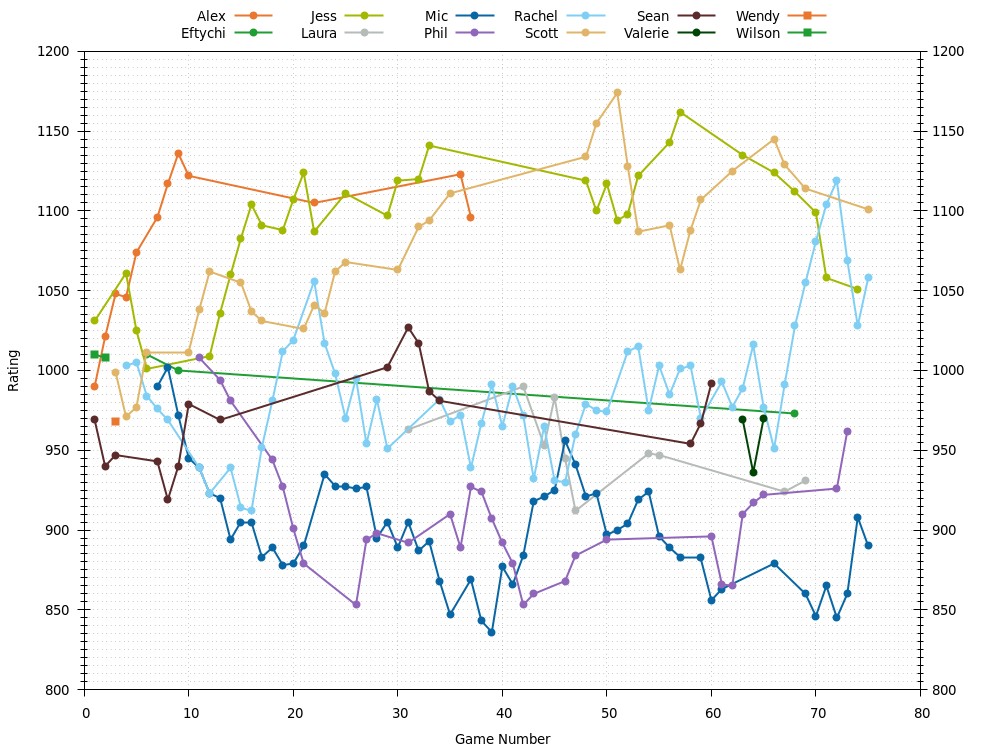 Alex Jess Mic Rachel Sean Wendy
Eftychi Laura Phil Scott Valerie Wilson
1200 1200
1150 1150
1100 1100
1050 1050
1000 1000
950 950
900 900
850 850
800 800
Rating
0 10 20 30 40 50 60 70 80
Game Number